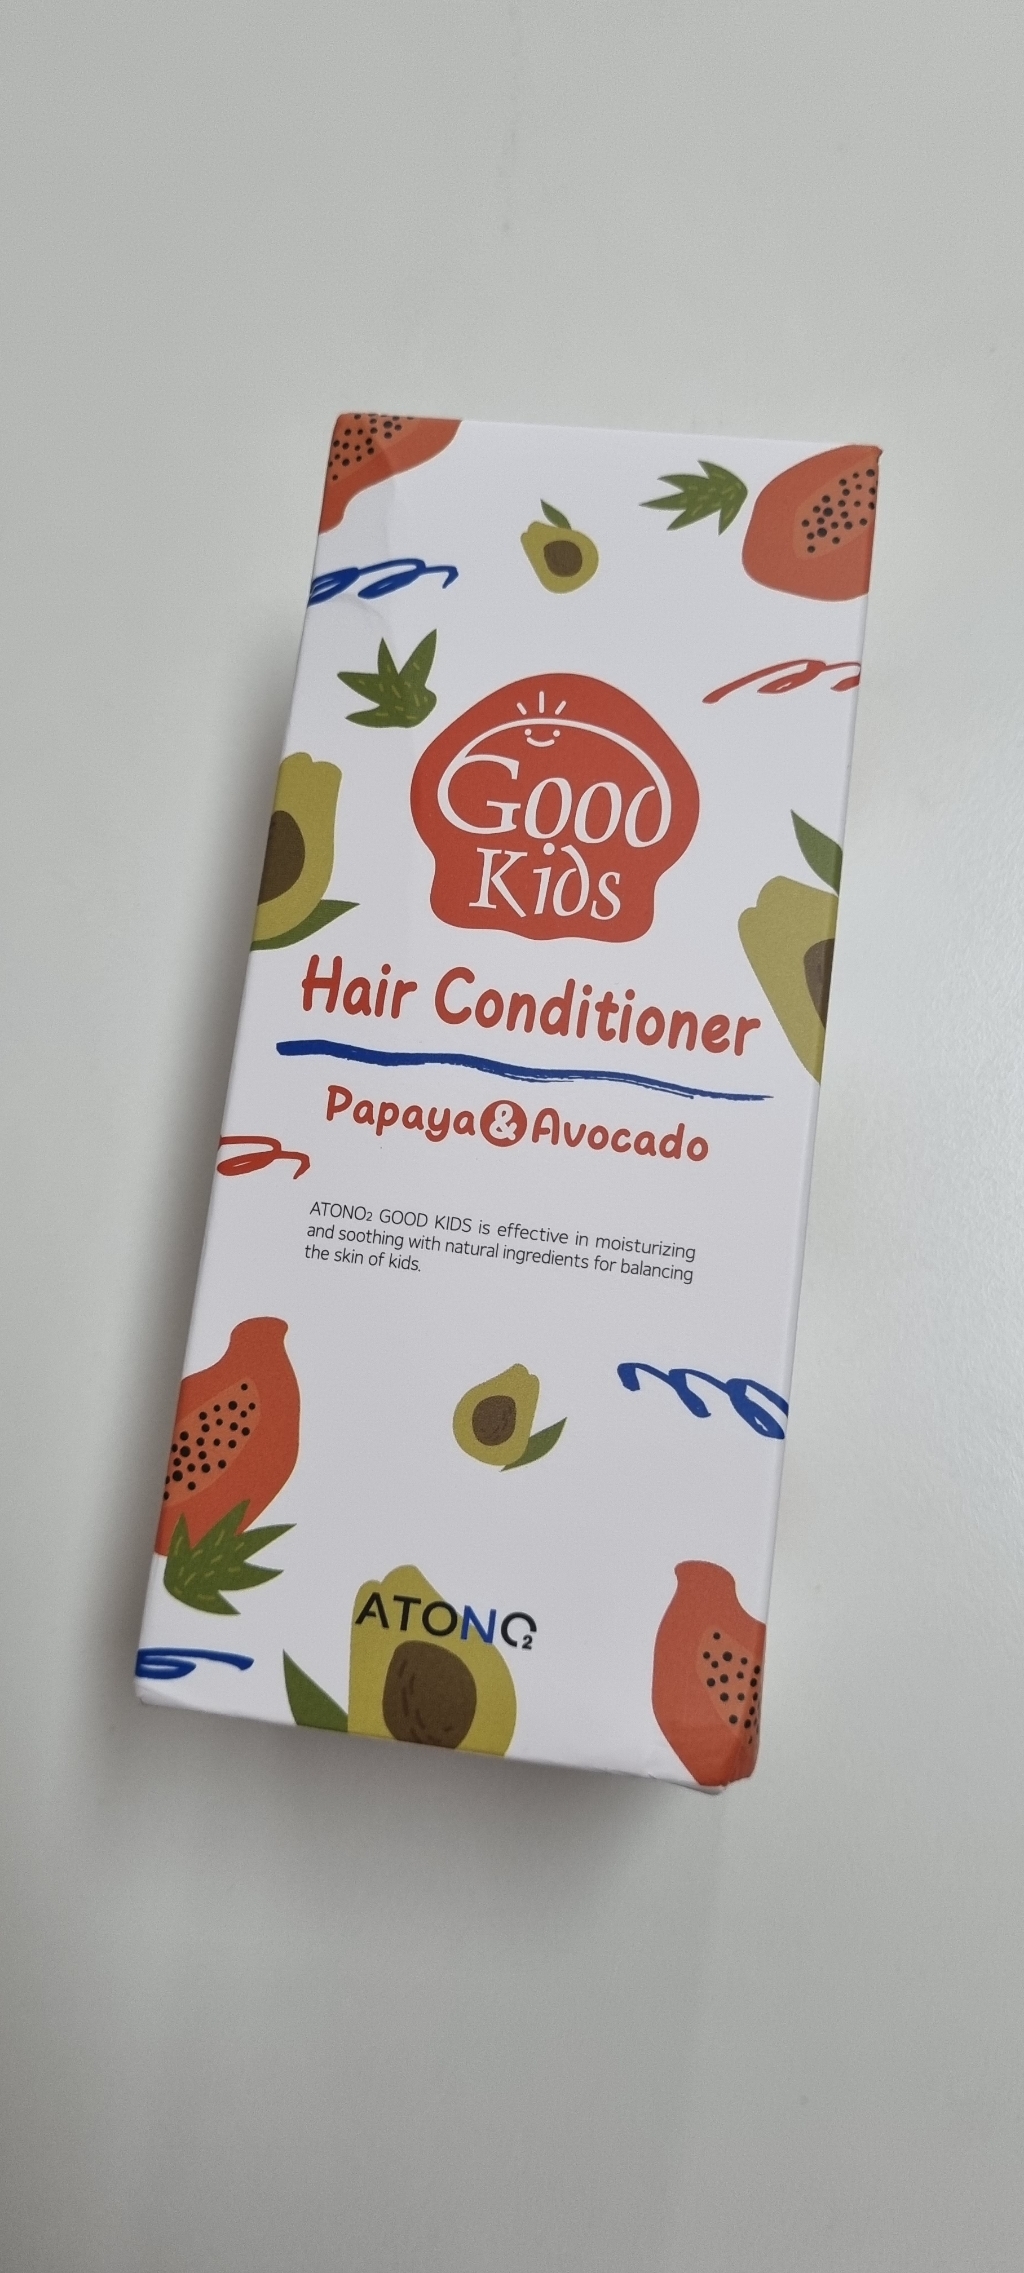 Good
Kids
Hair Conditioner
Papaya & Avocado
ATONO₂ GOOD KIDS is effective in moisturizing
and soothing with natural ingredients for balancing
the skin of kids.
ATONO₂